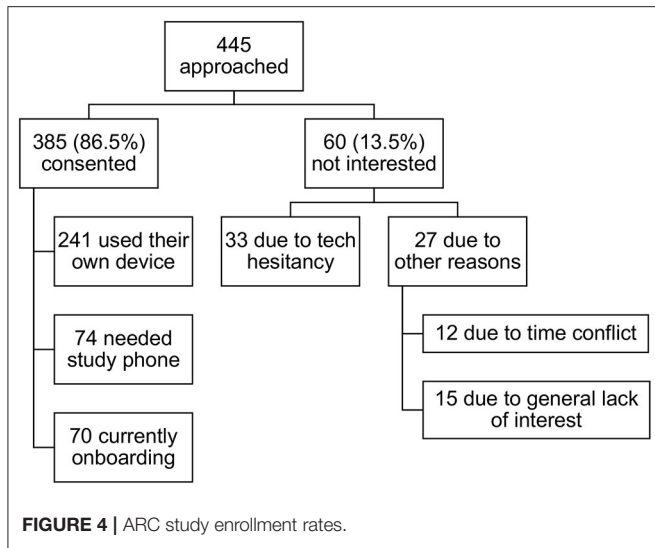 445
approached
385 (86.5%)
consented
60 (13.5%)
not interested
241 used their
own device
33 due to tech
hesitancy
27 due to
other reasons
74 needed
study phone
12 due to time conflict
15 due to general lack
of interest
70 currently
onboarding
FIGURE 4 | ARC study enrollment rates.